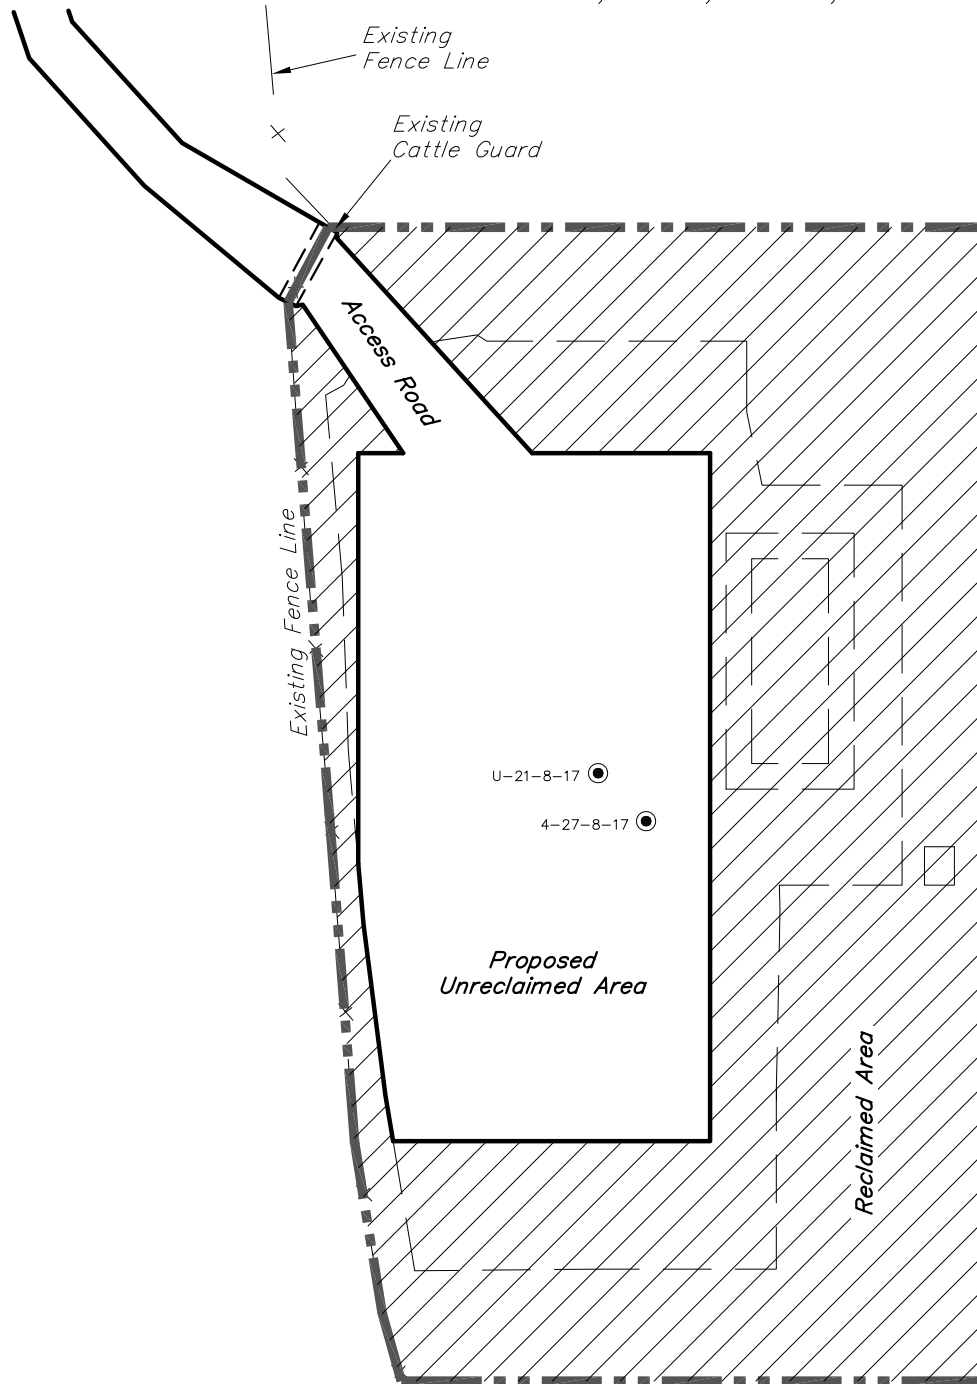 Existing
Fence Line
Existing
Cattle Guard
Access Road
Existing Fence Line
U-21-8-17
4-27-8-17
Proposed
Unreclaimed Area
Reclaimed Area